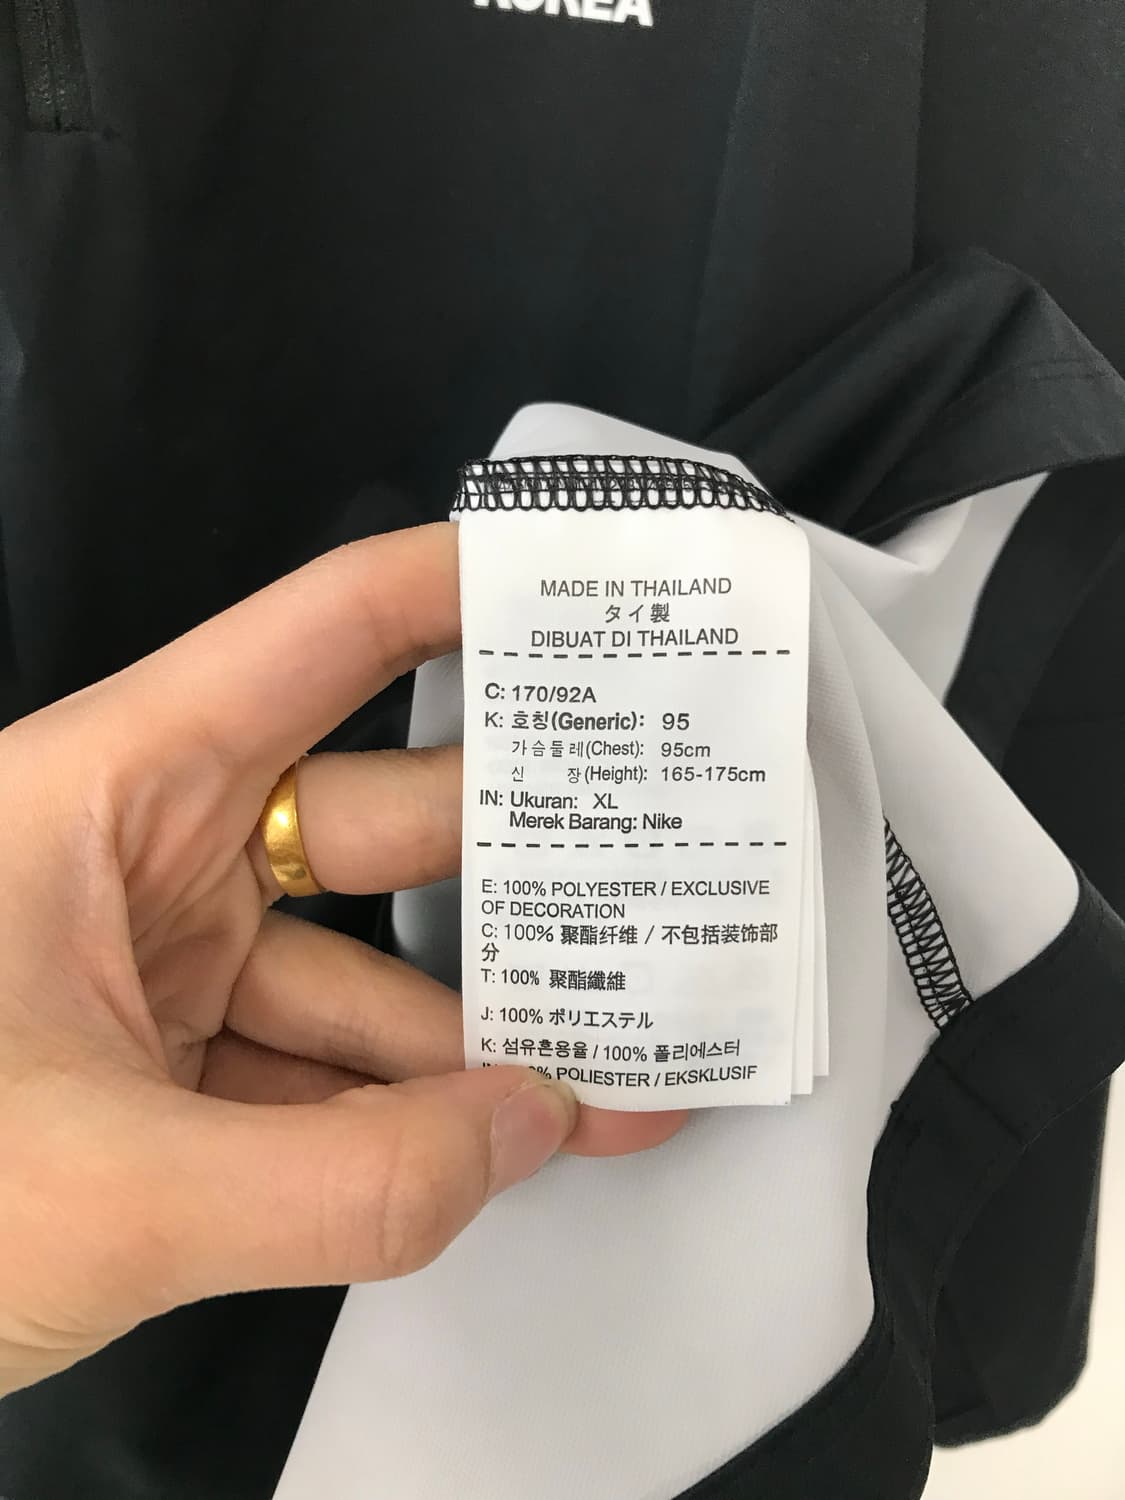 KOREA
MADE IN THAILAND
タイ製
DIBUAT DI THAILAND
C: 170/92A
K: 호칭(Generic): 95
가슴둘레(Chest): 95cm
신 장(Height): 165-175cm
IN: Ukuran: XL
Merek Barang: Nike
E: 100% POLYESTER / EXCLUSIVE
OF DECORATION
C: 100% 聚酯纤维 / 不包括装饰部
分
T: 100% 聚酯纖維
J: 100% ポリエステル
K: 섬유혼용율 / 100% 폴리에스터
% POLIESTER / EKSKLUSIF